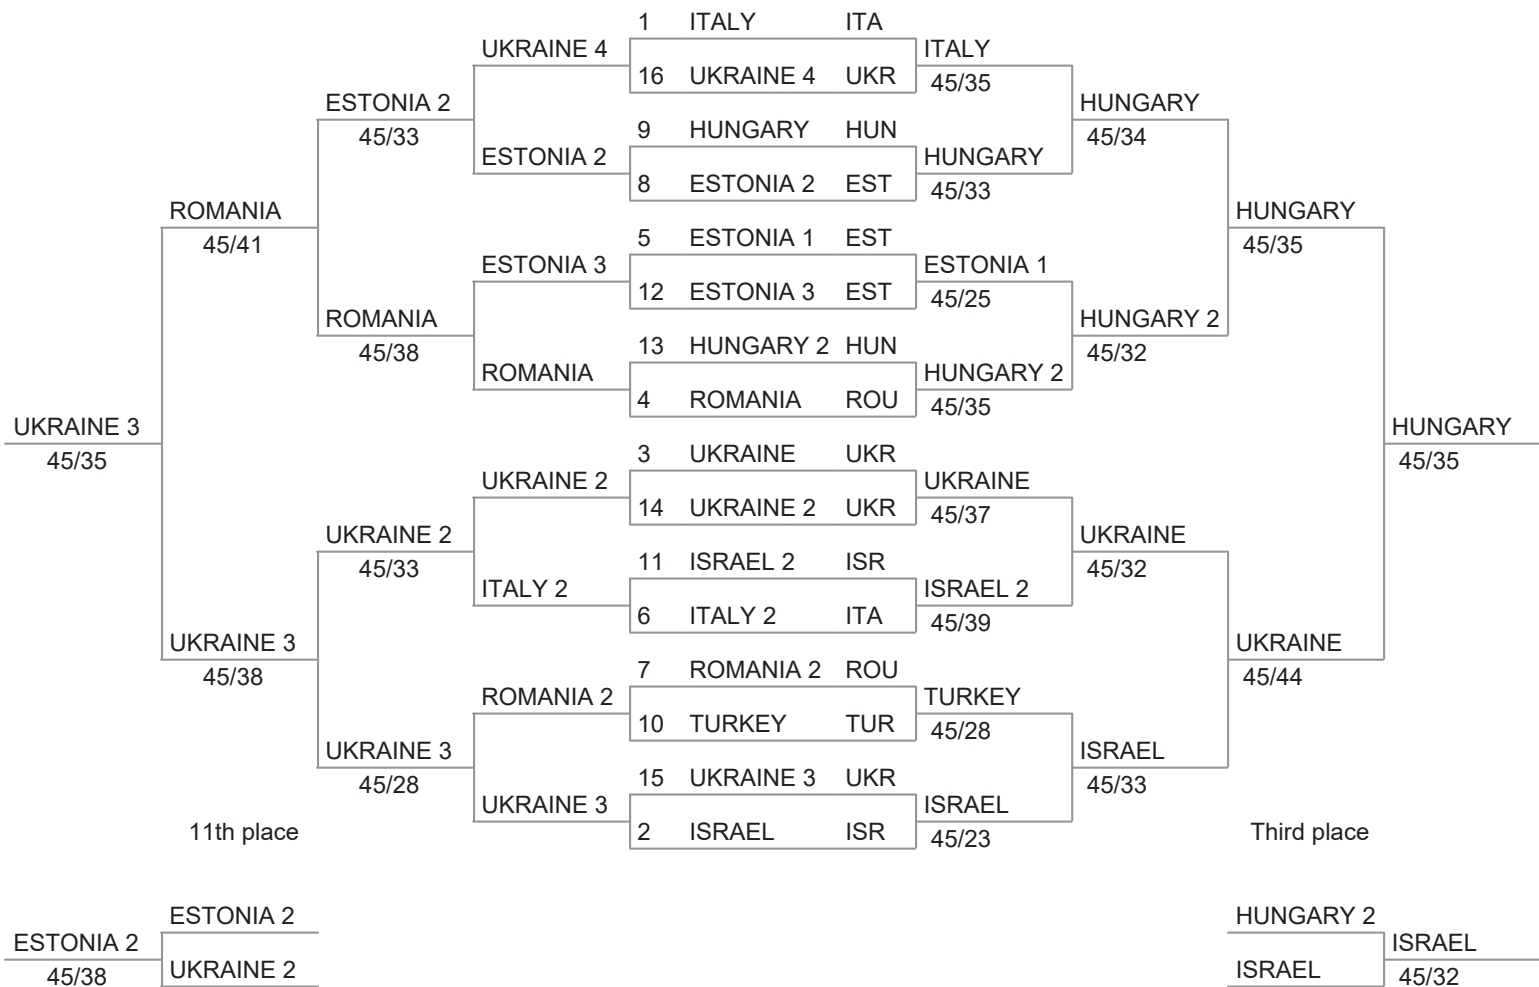 1 ITALY ITA
UKRAINE 4 ITALY
16 UKRAINE 4 UKR 45/35
ESTONIA 2 HUNGARY
45/33 9 HUNGARY HUN 45/34
ESTONIA 2 HUNGARY
8 ESTONIA 2 EST 45/33
ROMANIA HUNGARY
45/41 5 ESTONIA 1 EST 45/35
ESTONIA 3 ESTONIA 1
12 ESTONIA 3 EST 45/25
ROMANIA HUNGARY 2
45/38 13 HUNGARY 2 HUN 45/32
ROMANIA HUNGARY 2
4 ROMANIA ROU 45/35
UKRAINE 3 HUNGARY
45/35 3 UKRAINE UKR 45/35
UKRAINE 2 UKRAINE
14 UKRAINE 2 UKR 45/37
UKRAINE 2 UKRAINE
45/33 11 ISRAEL 2 ISR 45/32
ITALY 2 ISRAEL 2
6 ITALY 2 ITA 45/39
UKRAINE 3 UKRAINE
45/38 7 ROMANIA 2 ROU 45/44
ROMANIA 2 TURKEY
10 TURKEY TUR 45/28
UKRAINE 3 ISRAEL
45/28 15 UKRAINE 3 UKR 45/33
UKRAINE 3 ISRAEL
11th place 2 ISRAEL ISR 45/23 Third place
ESTONIA 2 HUNGARY 2
ESTONIA 2 ISRAEL
45/38 UKRAINE 2 ISRAEL 45/32